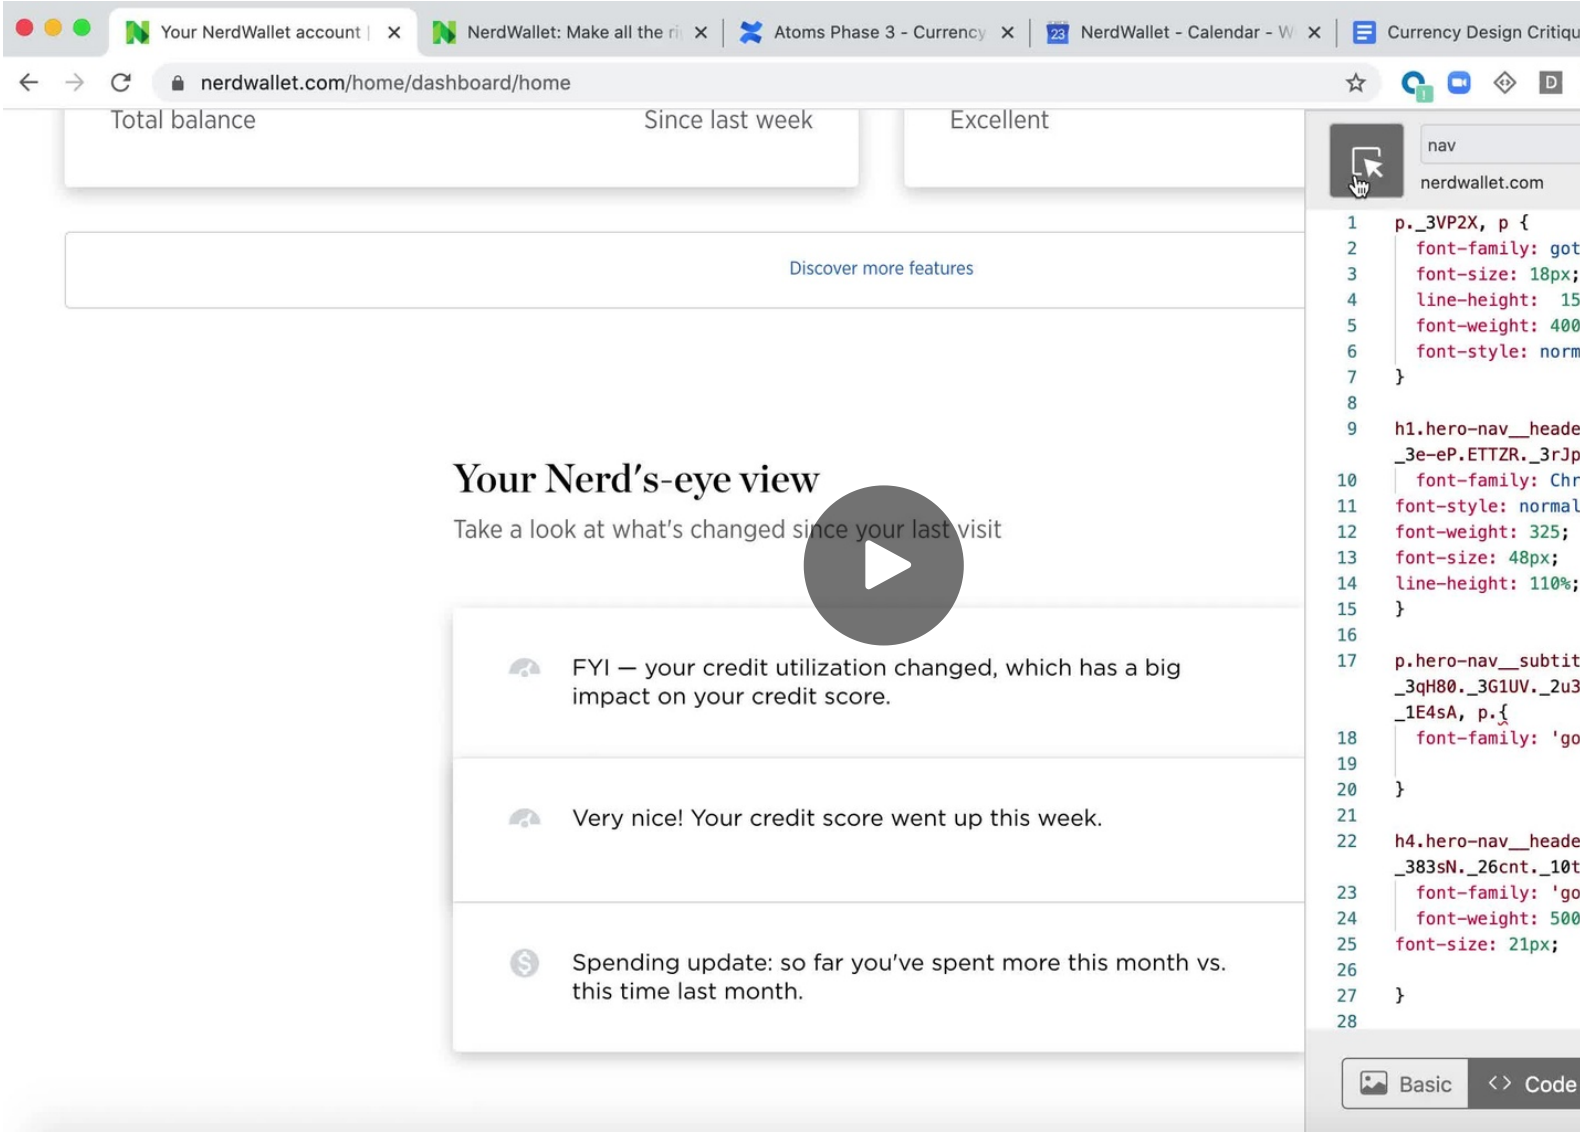 Your NerdWallet account
NerdWallet: Make all the ri
Atoms Phase 3 - Currency
23
NerdWallet - Calendar - W
Currency Design Critiqu
nerdwallet.com/home/dashboard/home
D
Total balance
Since last week
Excellent
Discover more features
Your Nerd's-eye view
Take a look at what's changed since your last visit
FYI — your credit utilization changed, which has a big
impact on your credit score.
Very nice! Your credit score went up this week.
Spending update: so far you've spent more this month vs.
this time last month.
nav
nerdwallet.com
1 p._3VP2X, p {
2 font-family: got
3 font-size: 18px;
4 line-height: 15
5 font-weight: 400
6 font-style: norm
7 }
8
9 h1.hero-nav__heade
_3e-eP.ETTZR._3rJp
10 font-family: Chr
11 font-style: normal
12 font-weight: 325;
13 font-size: 48px;
14 line-height: 110%;
15 }
16
17 p.hero-nav__subtit
_3qH80._3G1UV._2u3
_1E4sA, p.{
18 font-family: 'go
19
20 }
21
22 h4.hero-nav__heade
_383sN._26cnt._10t
23 font-family: 'go
24 font-weight: 500
25 font-size: 21px;
26
27 }
28
Basic
<> Code